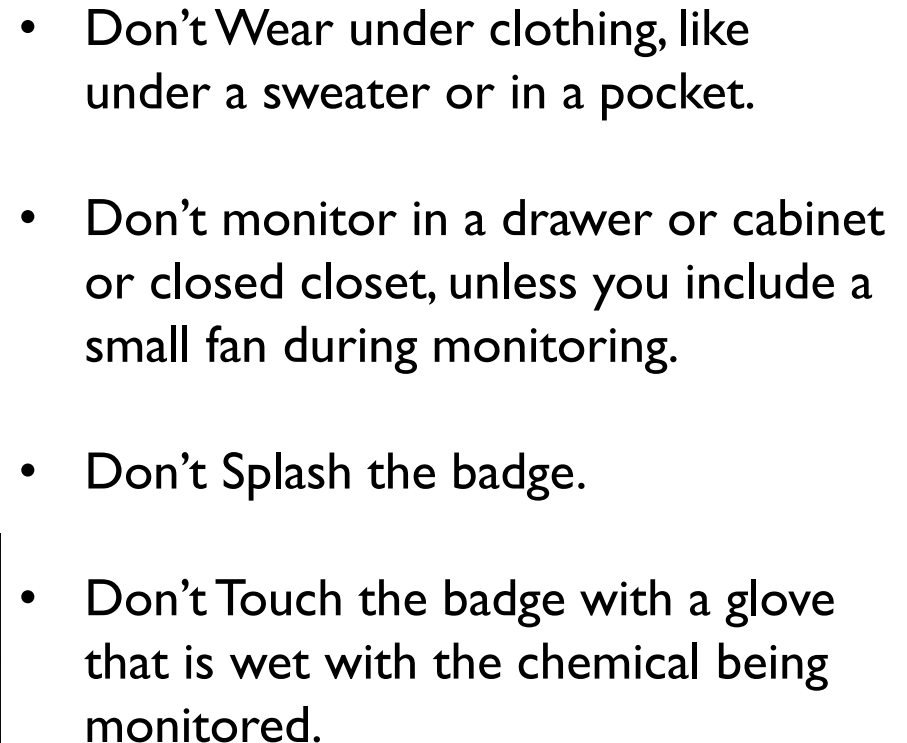 • Don’t Wear under clothing, like
under a sweater or in a pocket.
• Don’t monitor in a drawer or cabinet
or closed closet, unless you include a
small fan during monitoring.
• Don’t Splash the badge.
• Don’t Touch the badge with a glove
that is wet with the chemical being
monitored.